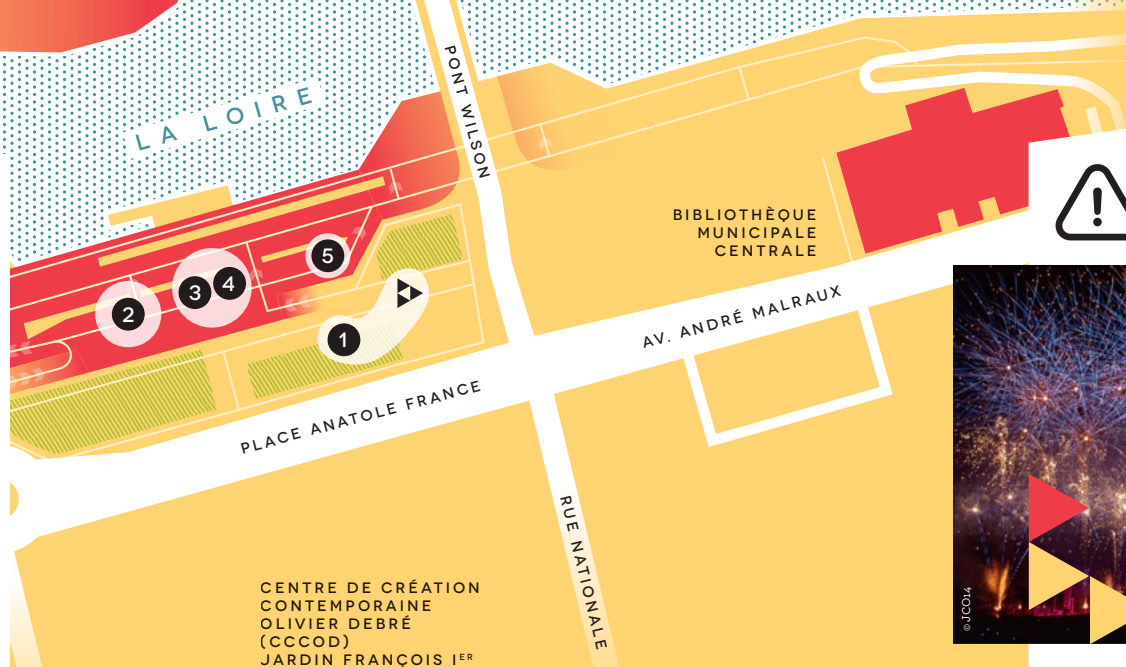 LA LOIRE
PONT WILSON
BIBLIOTHÈQUE
MUNICIPALE
CENTRALE
5
4
3
2
1
AV. ANDRÉ MALRAUX
PLACE ANATOLE FRANCE
RUE NATIONALE
CENTRE DE CRÉATION
CONTEMPORAINE
OLIVIER DEBRÉ
(CCCOD)
JARDIN FRANÇOIS IER
!
© JCO14